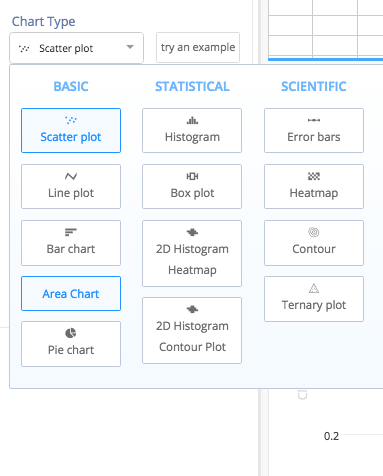 Chart Type
Scatter plot
try an example
BASIC
STATISTICAL
SCIENTIFIC
Scatter plot
Histogram
Error bars
Line plot
Box plot
Heatmap
Bar chart
2D Histogram
Heatmap
Contour
Area Chart
2D Histogram
Contour Plot
Ternary plot
Pie chart
0.2